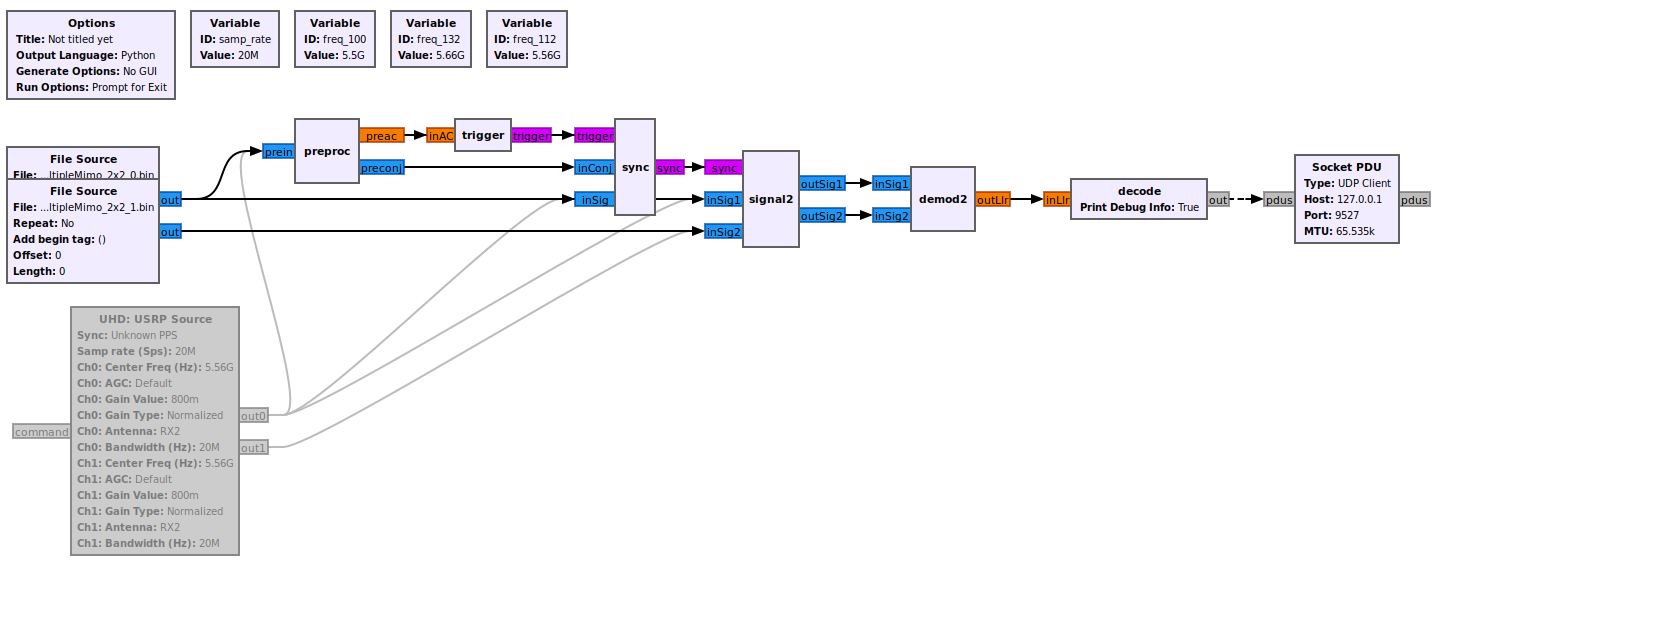 Options
Title: Not titled yet
Output Language: Python
Generate Options: No GUI
Run Options: Prompt for Exit
Variable
ID: samp_rate
Value: 20M
Variable
ID: freq_100
Value: 5.5G
Variable
ID: freq_132
Value: 5.66G
Variable
ID: freq_112
Value: 5.56G
File Source
File: ...ltipleMimo_2x2_0.bin
File Source
File: ...ltipleMimo_2x2_1.bin
Repeat: No
Add begin tag: ()
Offset: 0
Length: 0
out
out
prein
preproc
preac
preconj
inAC
trigger
trigger
trigger
inConj
inSig
sync
sync
sync
inSig1
inSig2
signal2
outSig1
outSig2
inSig1
inSig2
demod2
outLlr
inLlr
decode
Print Debug Info: True
out
pdus
Socket PDU
Type: UDP Client
Host: 127.0.0.1
Port: 9527
MTU: 65.535k
pdus
command
UHD: USRP Source
Sync: Unknown PPS
Samp rate (Sps): 20M
Ch0: Center Freq (Hz): 5.56G
Ch0: AGC: Default
Ch0: Gain Value: 800m
Ch0: Gain Type: Normalized
Ch0: Antenna: RX2
Ch0: Bandwidth (Hz): 20M
Ch1: Center Freq (Hz): 5.56G
Ch1: AGC: Default
Ch1: Gain Value: 800m
Ch1: Gain Type: Normalized
Ch1: Antenna: RX2
Ch1: Bandwidth (Hz): 20M
out0
out1